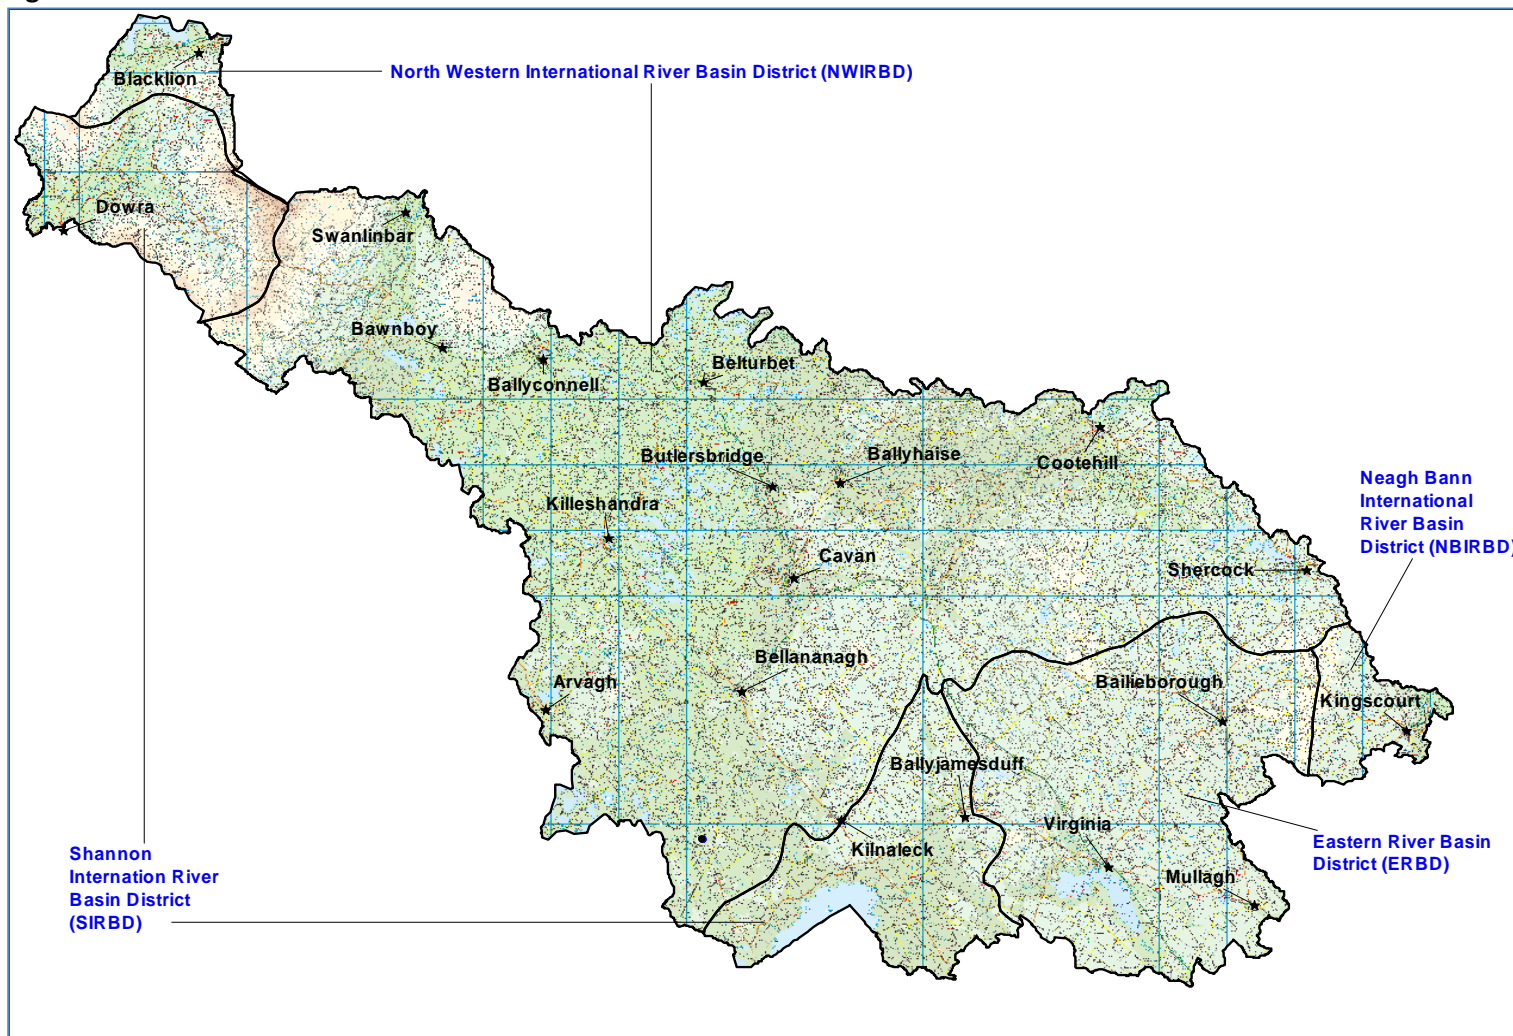 Blacklion
North Western International River Basin District (NWIRBD)
Dowra
Swanlinbar
Bawnboy
Ballyconnell
Belturbet
Butlersbridge
Ballyhaise
Cootehill
Killeshandra
Neagh Bann
International
River Basin
District (NBIRBD)
Cavan
Shercock
Bellananagh
Arvagh
Bailieborough
Kingscourt
Ballyjamesduff
Virginia
Kilnaleck
Mullagh
Eastern River Basin
District (ERBD)
Shannon
Internation River
Basin District
(SIRBD)